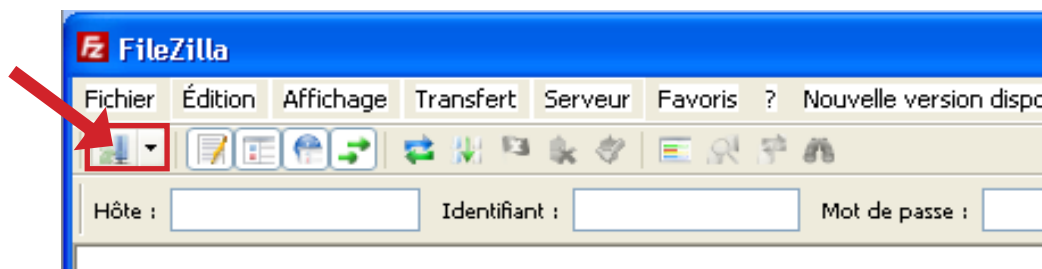 FileZilla
Fichier Édition Affichage Transfert Serveur Favoris ? Nouvelle version dispo
Hôte : Identifiant : Mot de passe :